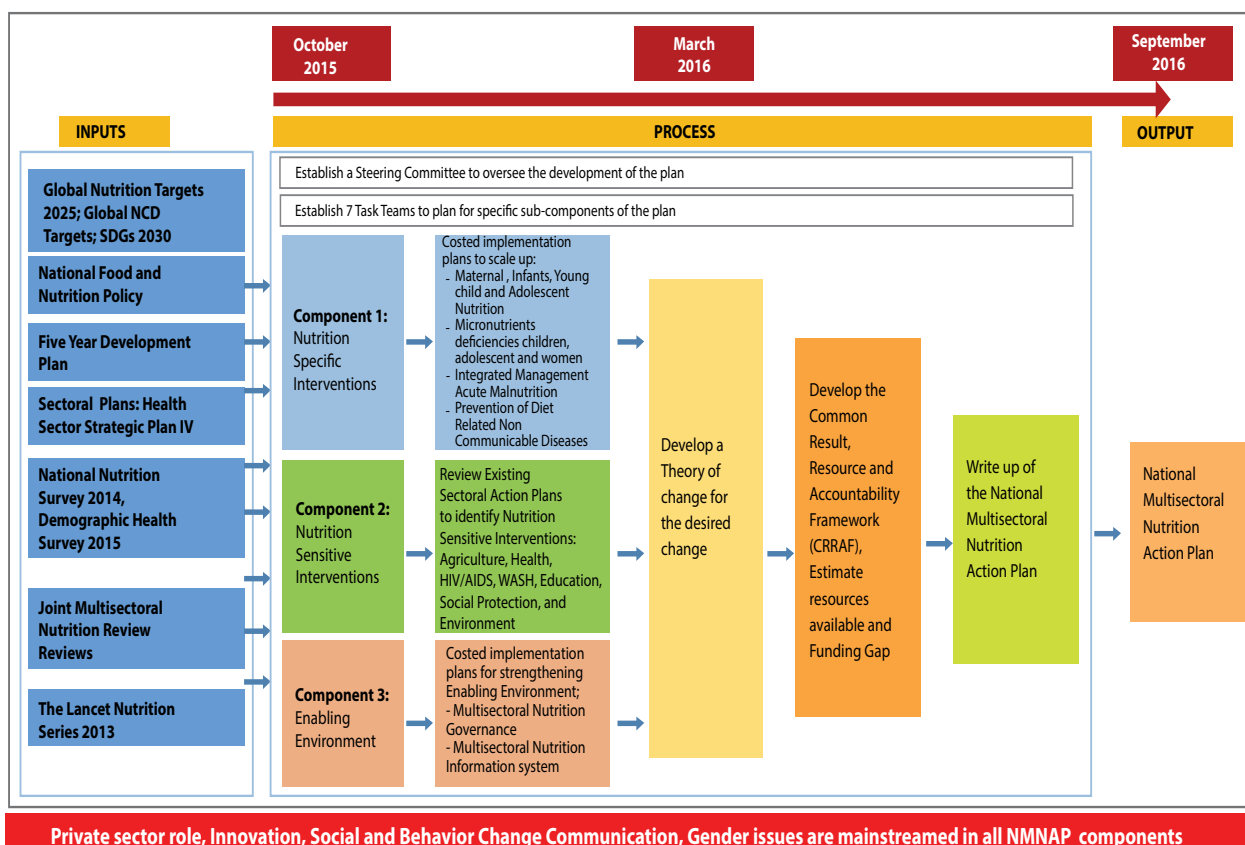 October
2015
March
2016
September
2016
INPUTS
PROCESS
OUTPUT
Global Nutrition Targets
2025; Global NCD
Targets; SDGs 2030
National Food and
Nutrition Policy
Five Year Development
Plan
Sectoral Plans: Health
Sector Strategic Plan IV
National Nutrition
Survey 2014,
Demographic Health
Survey 2015
Joint Multisectoral
Nutrition Review
Reviews
The Lancet Nutrition
Series 2013
Establish a Steering Committee to oversee the development of the plan
Establish 7 Task Teams to plan for specific sub-components of the plan
Component 1:
Nutrition
Specific
Interventions
Costed implementation
plans to scale up:
- Maternal , Infants, Young
child and Adolescent
Nutrition
- Micronutrients
deficiencies children,
adolescent and women
- Integrated Management
Acute Malnutrition
- Prevention of Diet
Related Non
Communicable Diseases
Component 2:
Nutrition
Sensitive
Interventions
Review Existing
Sectoral Action Plans
to identify Nutrition
Sensitive Interventions:
Agriculture, Health,
HIV/AIDS, WASH, Education,
Social Protection, and
Environment
Component 3:
Enabling
Environment
Costed implementation
plans for strengthening
Enabling Environment;
- Multisectoral Nutrition
Governance
- Multisectoral Nutrition
Information system
Develop a
Theory of
change for
the desired
change
Develop the
Common
Result,
Resource and
Accountability
Framework
(CRRAF),
Estimate
resources
available and
Funding Gap
Write up of
the National
Multisectoral
Nutrition
Action Plan
National
Multisectoral
Nutrition
Action Plan
Private sector role, Innovation, Social and Behavior Change Communication, Gender issues are mainstreamed in all NMNAP components